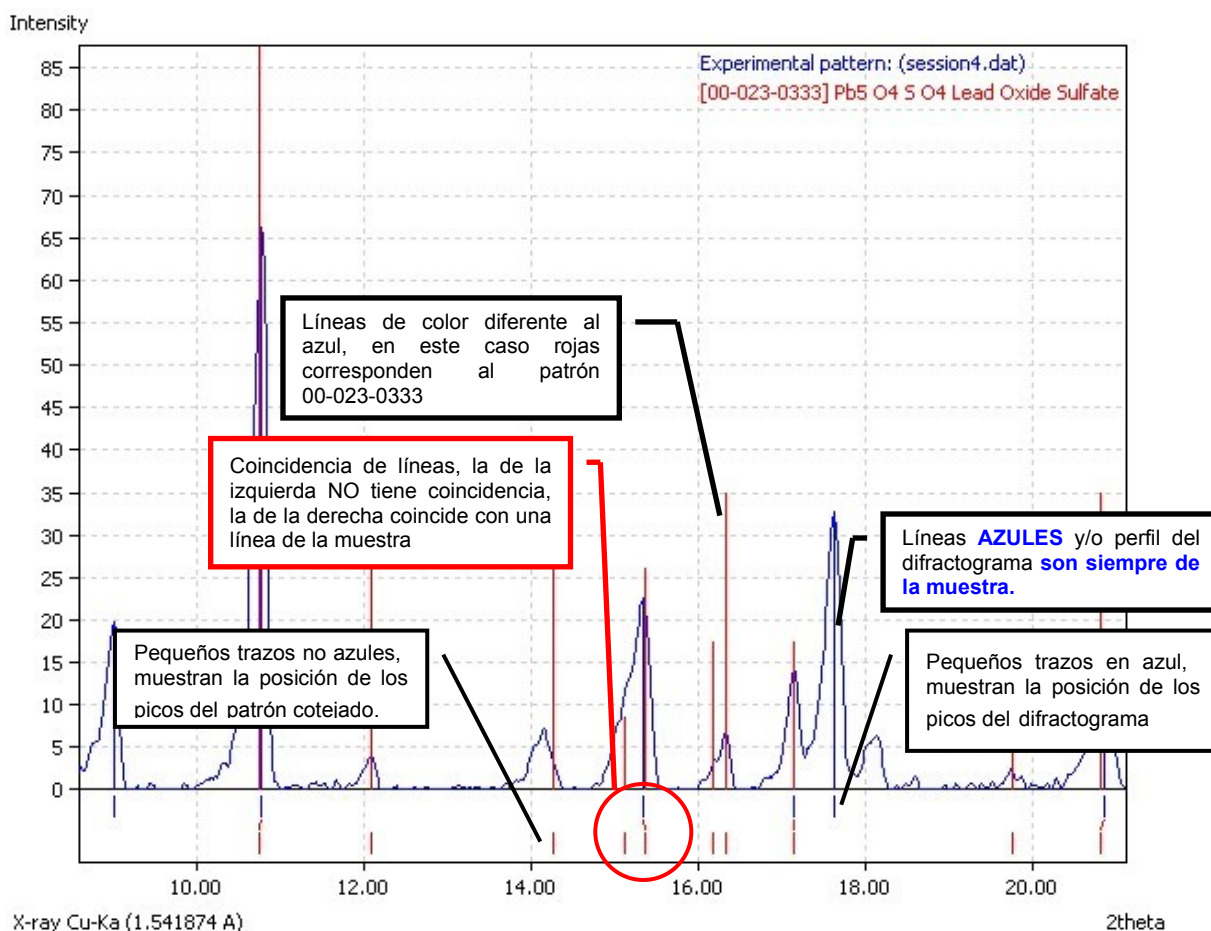 Intensity
Experimental pattern: (session4.dat)
[00-023-0333] Pb5 O4 S O4 Lead Oxide Sulfate
85
80
75
70
65
60
55
50
45
40
35
30
25
20
15
10
5
0
Líneas de color diferente al
azul, en este caso rojas
corresponden al patrón
00-023-0333
Coincidencia de líneas, la de la
izquierda NO tiene coincidencia,
la de la derecha coincide con una
línea de la muestra
Líneas AZULES y/o perfil del
difractograma son siempre de
la muestra.
Pequeños trazos no azules,
muestran la posición de los
picos del patrón cotejado.
Pequeños trazos en azul,
muestran la posición de los
picos del difractograma
10.00 12.00 14.00 16.00 18.00 20.00
X-ray Cu-Ka (1.541874 A)
2theta